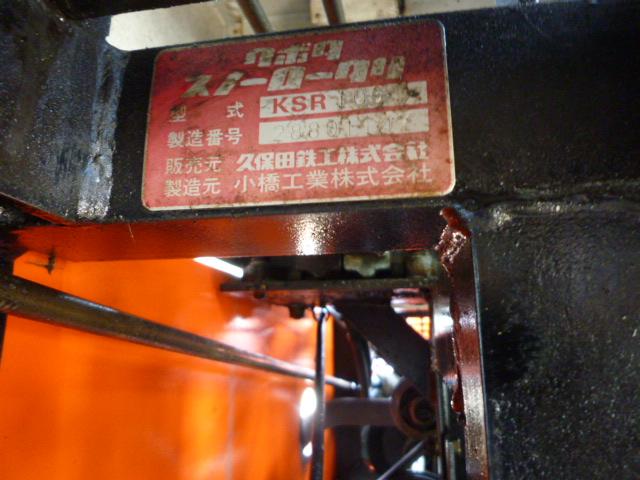 クボタ
スノーロータリ
型式 KSR
製造番号
販売元 久保田鉄工株式会社
製造元 小橋工業株式会社